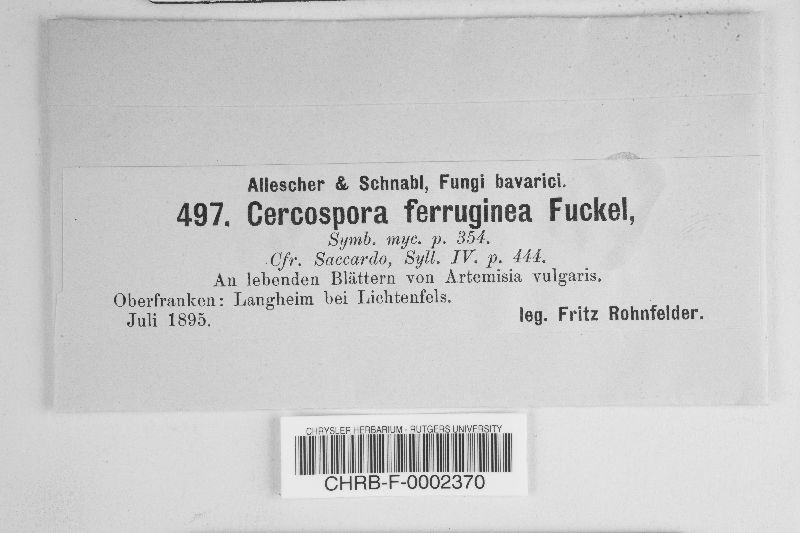 Allescher & Schnabl, Fungi bavarici.
497. Cercospora ferruginea Fuckel,
Symb. myc. p. 354.
Cfr. Saccardo, Syll. IV. p. 444.
An lebenden Blättern von Artemisia vulgaris.
Oberfranken: Langheim bei Lichtenfels.
Juli 1895.
leg. Fritz Rohnfelder.
CHRYSLER HERBARIUM - RUTGERS UNIVERSITY
CHRB-F-0002370